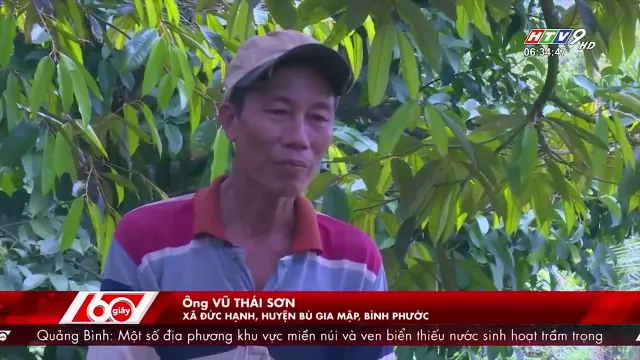 HTV9 HD
06:34:47
60 giây
Ông VŨ THÁI SƠN
XÃ ĐỨC HẠNH, HUYỆN BÙ GIA MẬP, BÌNH PHƯỚC
Quảng Bình: Một số địa phương khu vực miền núi và ven biển thiếu nước sinh hoạt trầm trọng